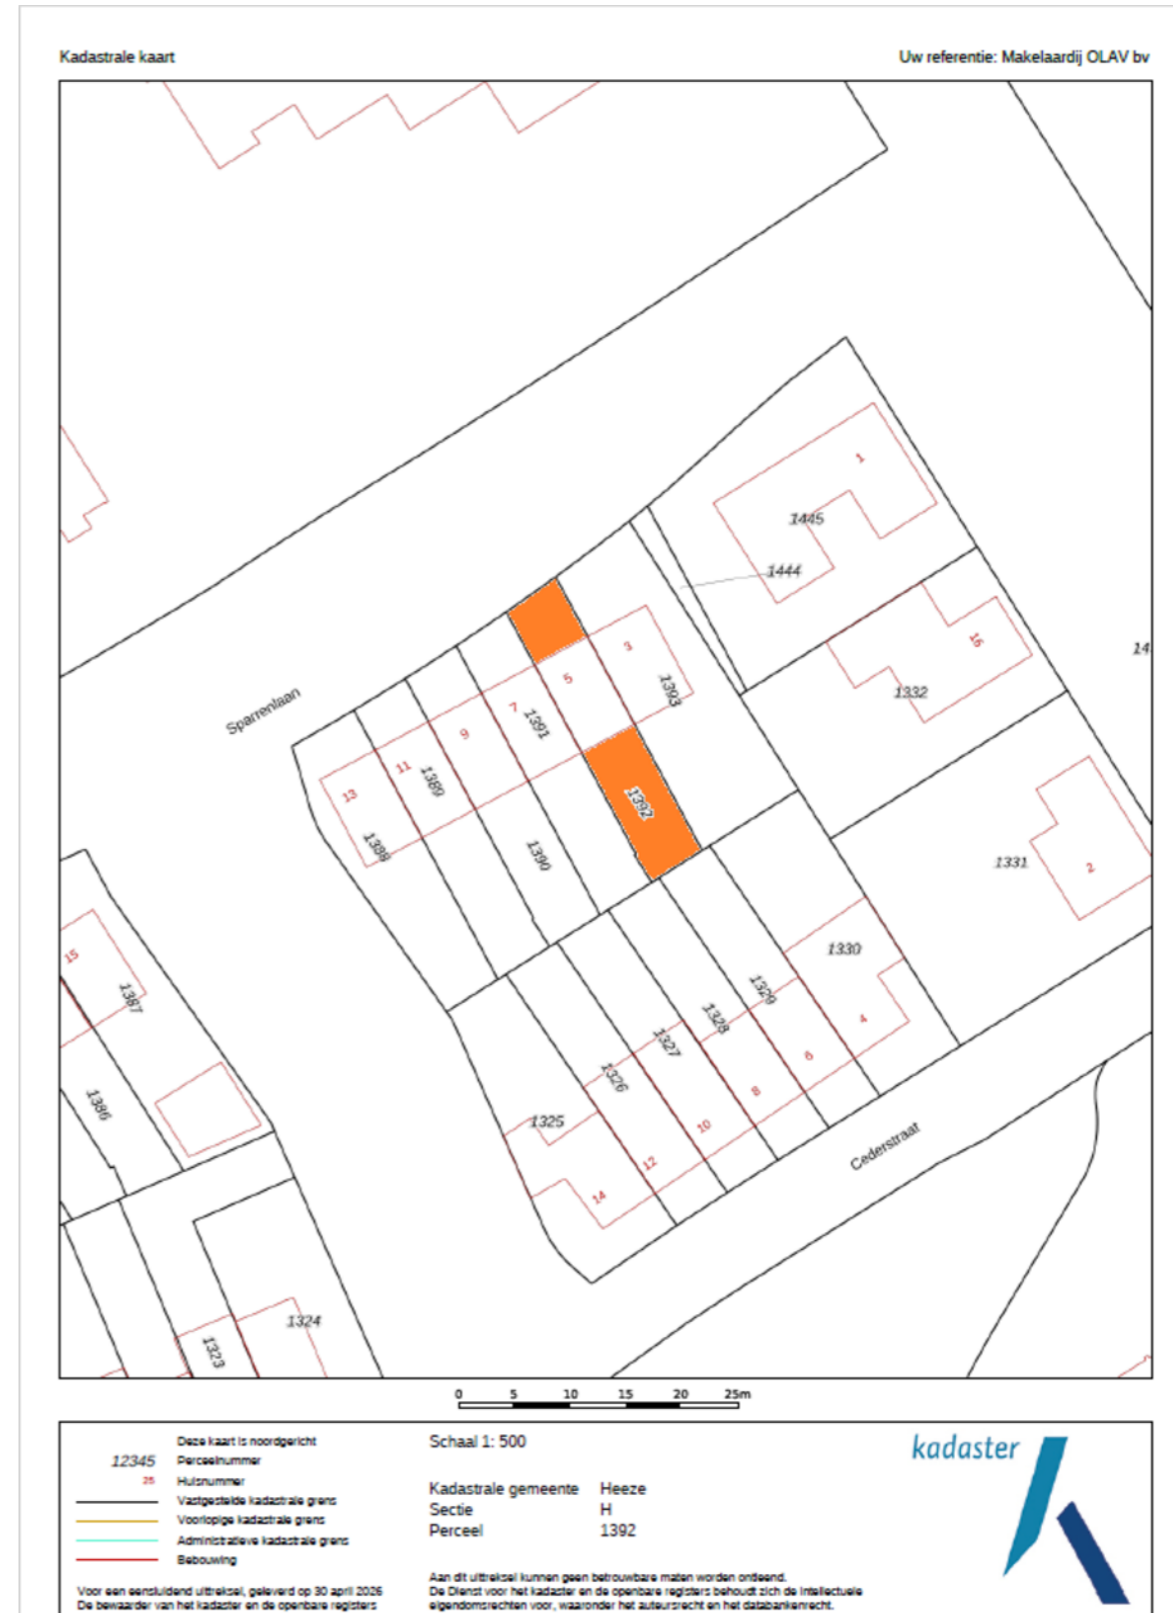 Kadastrale kaart
Uw referentie: Makelaardij OLAV bv
1
1445
1444
16
1332
3
1393
5
Sparrenlaan
7
1391
9
11
1389
13
1388
1392
1390
1331
2
15
1387
1386
1330
4
1329
6
1328
8
1327
10
1326
12
1325
14
Cederstraat
1324
1323
0 5 10 15 20 25m
Deze kaart is noordgericht
12345 Perceelnummer
25 Huisnummer
Vastgestelde kadastrale grens
Voorlopige kadastrale grens
Administratieve kadastrale grens
Bebouwing
Schaal 1: 500
Kadastrale gemeente Heeze
Sectie H
Perceel 1392
kadaster
Voor een eensluidend uittreksel, geleverd op 30 april 2026
De bewaarder van het kadaster en de openbare registers
Aan dit uittreksel kunnen geen betrouwbare maten worden ontleend.
De Dienst voor het kadaster en de openbare registers behoudt zich de intellectuele
eigendomsrechten voor, waaronder het auteursrecht en het databankenrecht.